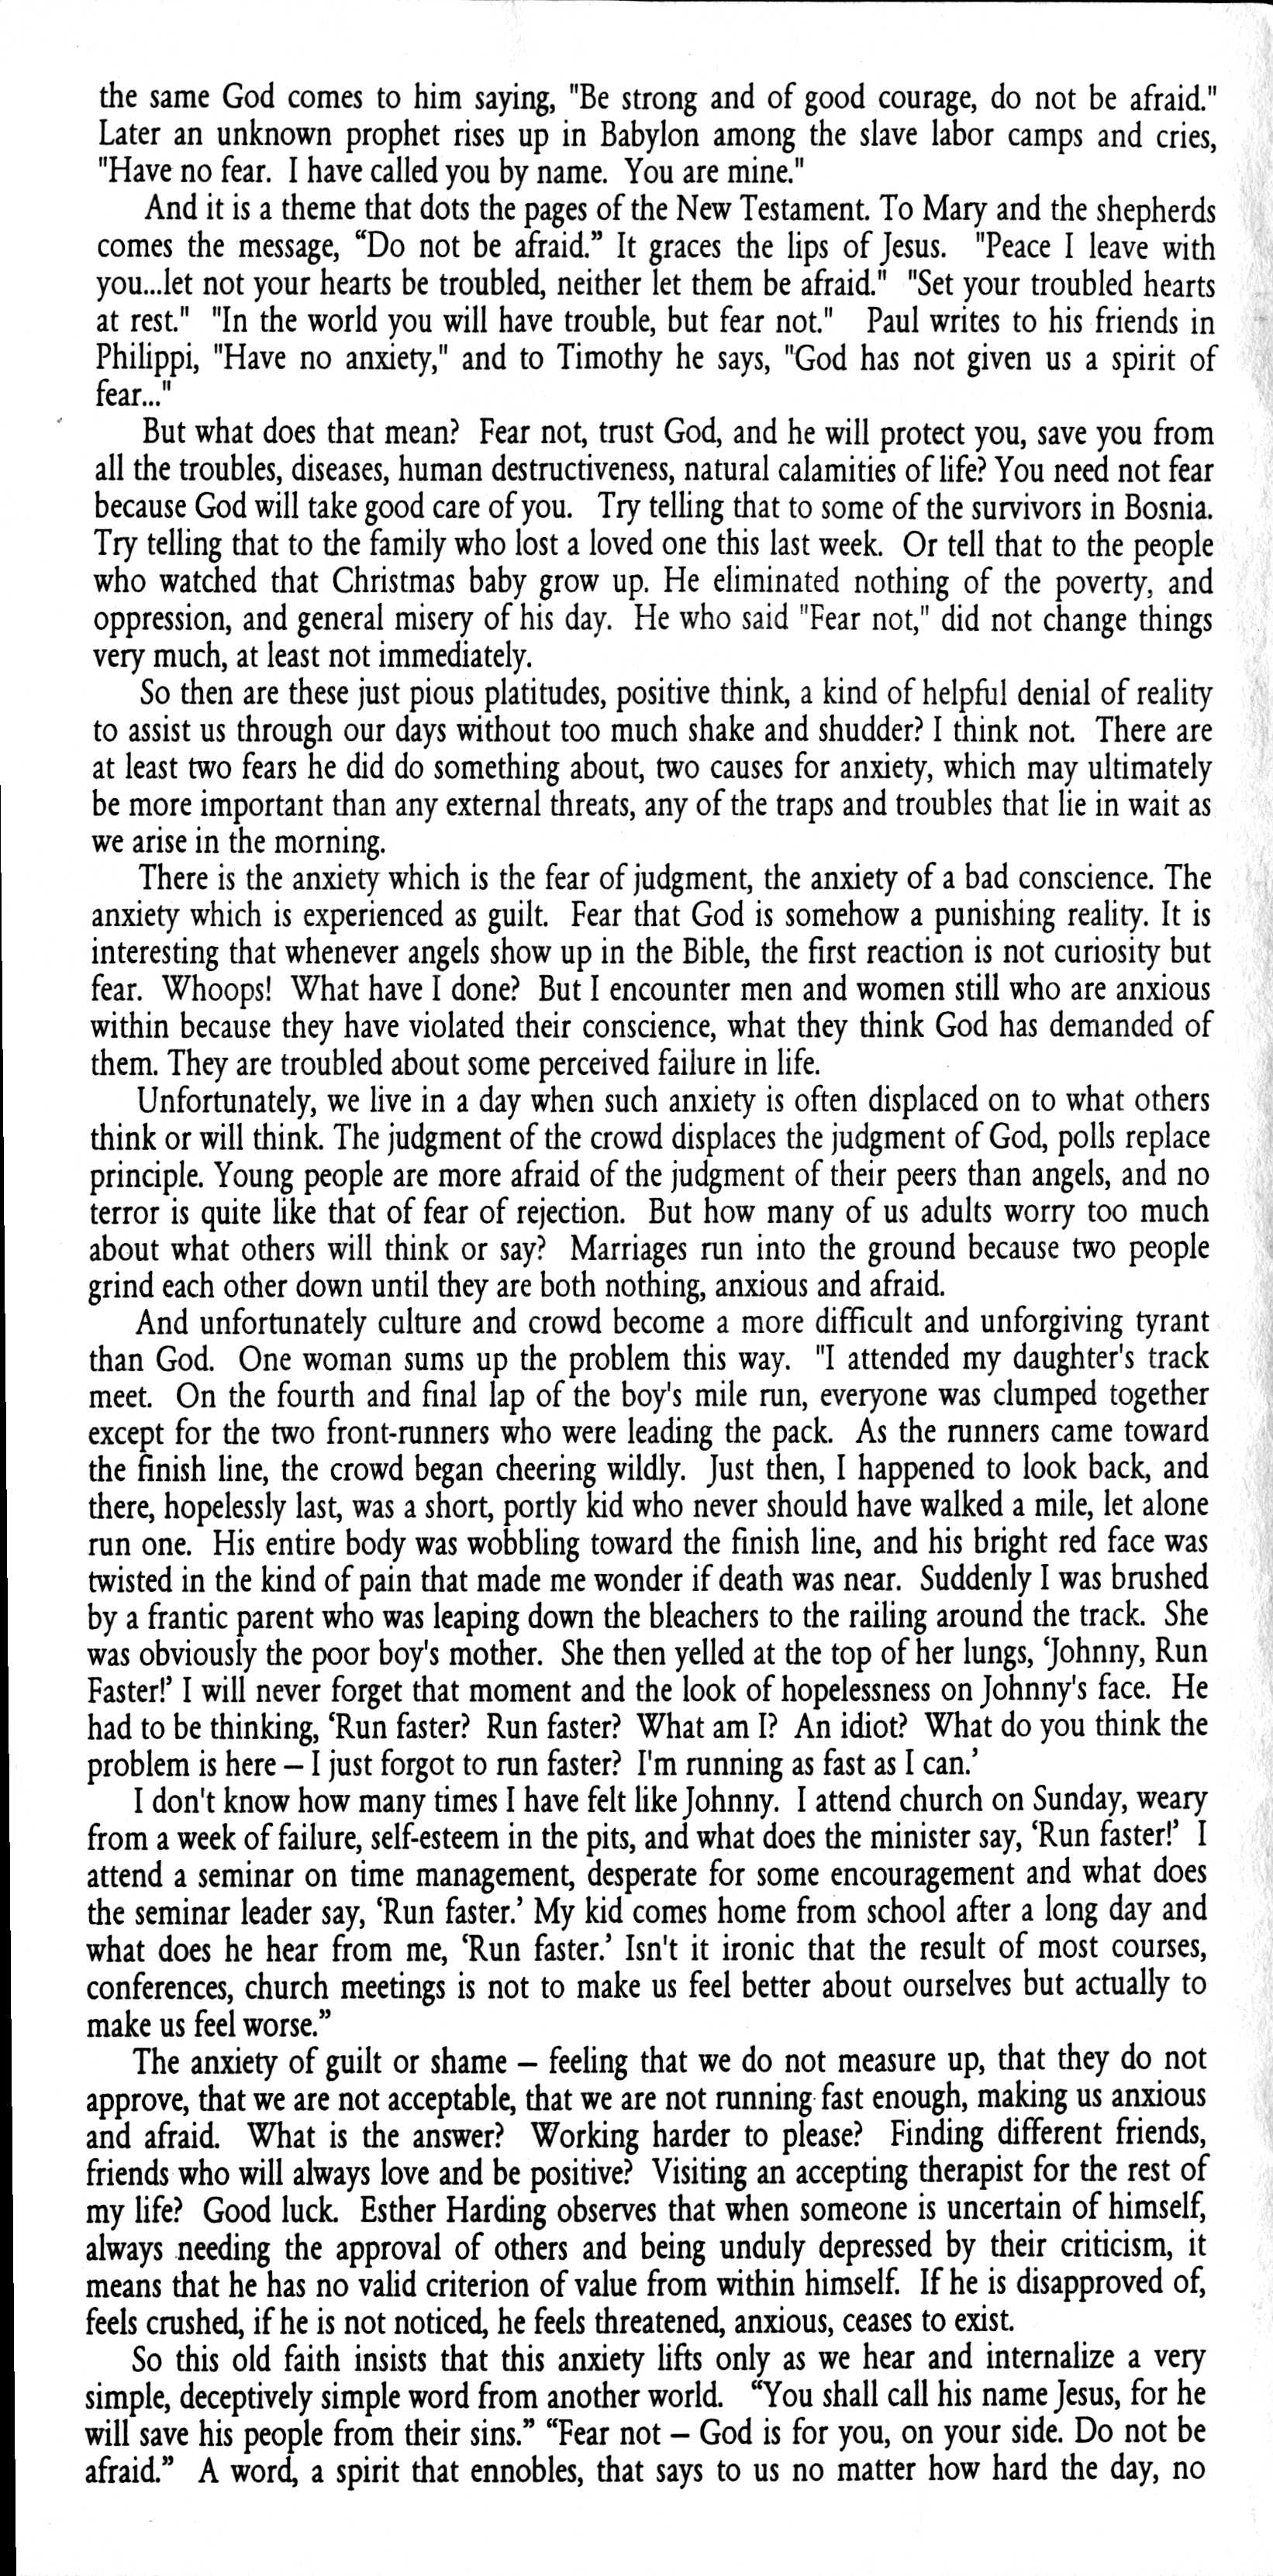 the same God comes to him saying, "Be strong and of good courage, do not be afraid."
Later an unknown prophet rises up in Babylon among the slave labor camps and cries,
"Have no fear. I have called you by name. You are mine."
And it is a theme that dots the pages of the New Testament. To Mary and the shepherds
comes the message, “Do not be afraid.” It graces the lips of Jesus. "Peace I leave with
you...let not your hearts be troubled, neither let them be afraid." "Set your troubled hearts
at rest." "In the world you will have trouble, but fear not." Paul writes to his friends in
Philippi, "Have no anxiety," and to Timothy he says, "God has not given us a spirit of
fear..."
But what does that mean? Fear not, trust God, and he will protect you, save you from
all the troubles, diseases, human destructiveness, natural calamities of life? You need not fear
because God will take good care of you. Try telling that to some of the survivors in Bosnia.
Try telling that to the family who lost a loved one this last week. Or tell that to the people
who watched that Christmas baby grow up. He eliminated nothing of the poverty, and
oppression, and general misery of his day. He who said "Fear not," did not change things
very much, at least not immediately.
So then are these just pious platitudes, positive think, a kind of helpful denial of reality
to assist us through our days without too much shake and shudder? I think not. There are
at least two fears he did do something about, two causes for anxiety, which may ultimately
be more important than any external threats, any of the traps and troubles that lie in wait as
we arise in the morning.
There is the anxiety which is the fear of judgment, the anxiety of a bad conscience. The
anxiety which is experienced as guilt. Fear that God is somehow a punishing reality. It is
interesting that whenever angels show up in the Bible, the first reaction is not curiosity but
fear. Whoops! What have I done? But I encounter men and women still who are anxious
within because they have violated their conscience, what they think God has demanded of
them. They are troubled about some perceived failure in life.
Unfortunately, we live in a day when such anxiety is often displaced on to what others
think or will think. The judgment of the crowd displaces the judgment of God, polls replace
principle. Young people are more afraid of the judgment of their peers than angels, and no
terror is quite like that of fear of rejection. But how many of us adults worry too much
about what others will think or say? Marriages run into the ground because two people
grind each other down until they are both nothing, anxious and afraid.
And unfortunately culture and crowd become a more difficult and unforgiving tyrant
than God. One woman sums up the problem this way. "I attended my daughter's track
meet. On the fourth and final lap of the boy's mile run, everyone was clumped together
except for the two front-runners who were leading the pack. As the runners came toward
the finish line, the crowd began cheering wildly. Just then, I happened to look back, and
there, hopelessly last, was a short, portly kid who never should have walked a mile, let alone
run one. His entire body was wobbling toward the finish line, and his bright red face was
twisted in the kind of pain that made me wonder if death was near. Suddenly I was brushed
by a frantic parent who was leaping down the bleachers to the railing around the track. She
was obviously the poor boy's mother. She then yelled at the top of her lungs, ‘Johnny, Run
Faster!’ I will never forget that moment and the look of hopelessness on Johnny's face. He
had to be thinking, ‘Run faster? Run faster? What am I? An idiot? What do you think the
problem is here – I just forgot to run faster? I'm running as fast as I can.’
I don't know how many times I have felt like Johnny. I attend church on Sunday, weary
from a week of failure, self-esteem in the pits, and what does the minister say, ‘Run faster!’ I
attend a seminar on time management, desperate for some encouragement and what does
the seminar leader say, ‘Run faster.’ My kid comes home from school after a long day and
what does he hear from me, ‘Run faster.’ Isn't it ironic that the result of most courses,
conferences, church meetings is not to make us feel better about ourselves but actually to
make us feel worse.”
The anxiety of guilt or shame – feeling that we do not measure up, that they do not
approve, that we are not acceptable, that we are not running fast enough, making us anxious
and afraid. What is the answer? Working harder to please? Finding different friends,
friends who will always love and be positive? Visiting an accepting therapist for the rest of
my life? Good luck. Esther Harding observes that when someone is uncertain of himself,
always needing the approval of others and being unduly depressed by their criticism, it
means that he has no valid criterion of value from within himself. If he is disapproved of,
feels crushed, if he is not noticed, he feels threatened, anxious, ceases to exist.
So this old faith insists that this anxiety lifts only as we hear and internalize a very
simple, deceptively simple word from another world. “You shall call his name Jesus, for he
will save his people from their sins.” “Fear not – God is for you, on your side. Do not be
afraid.” A word, a spirit that ennobles, that says to us no matter how hard the day, no